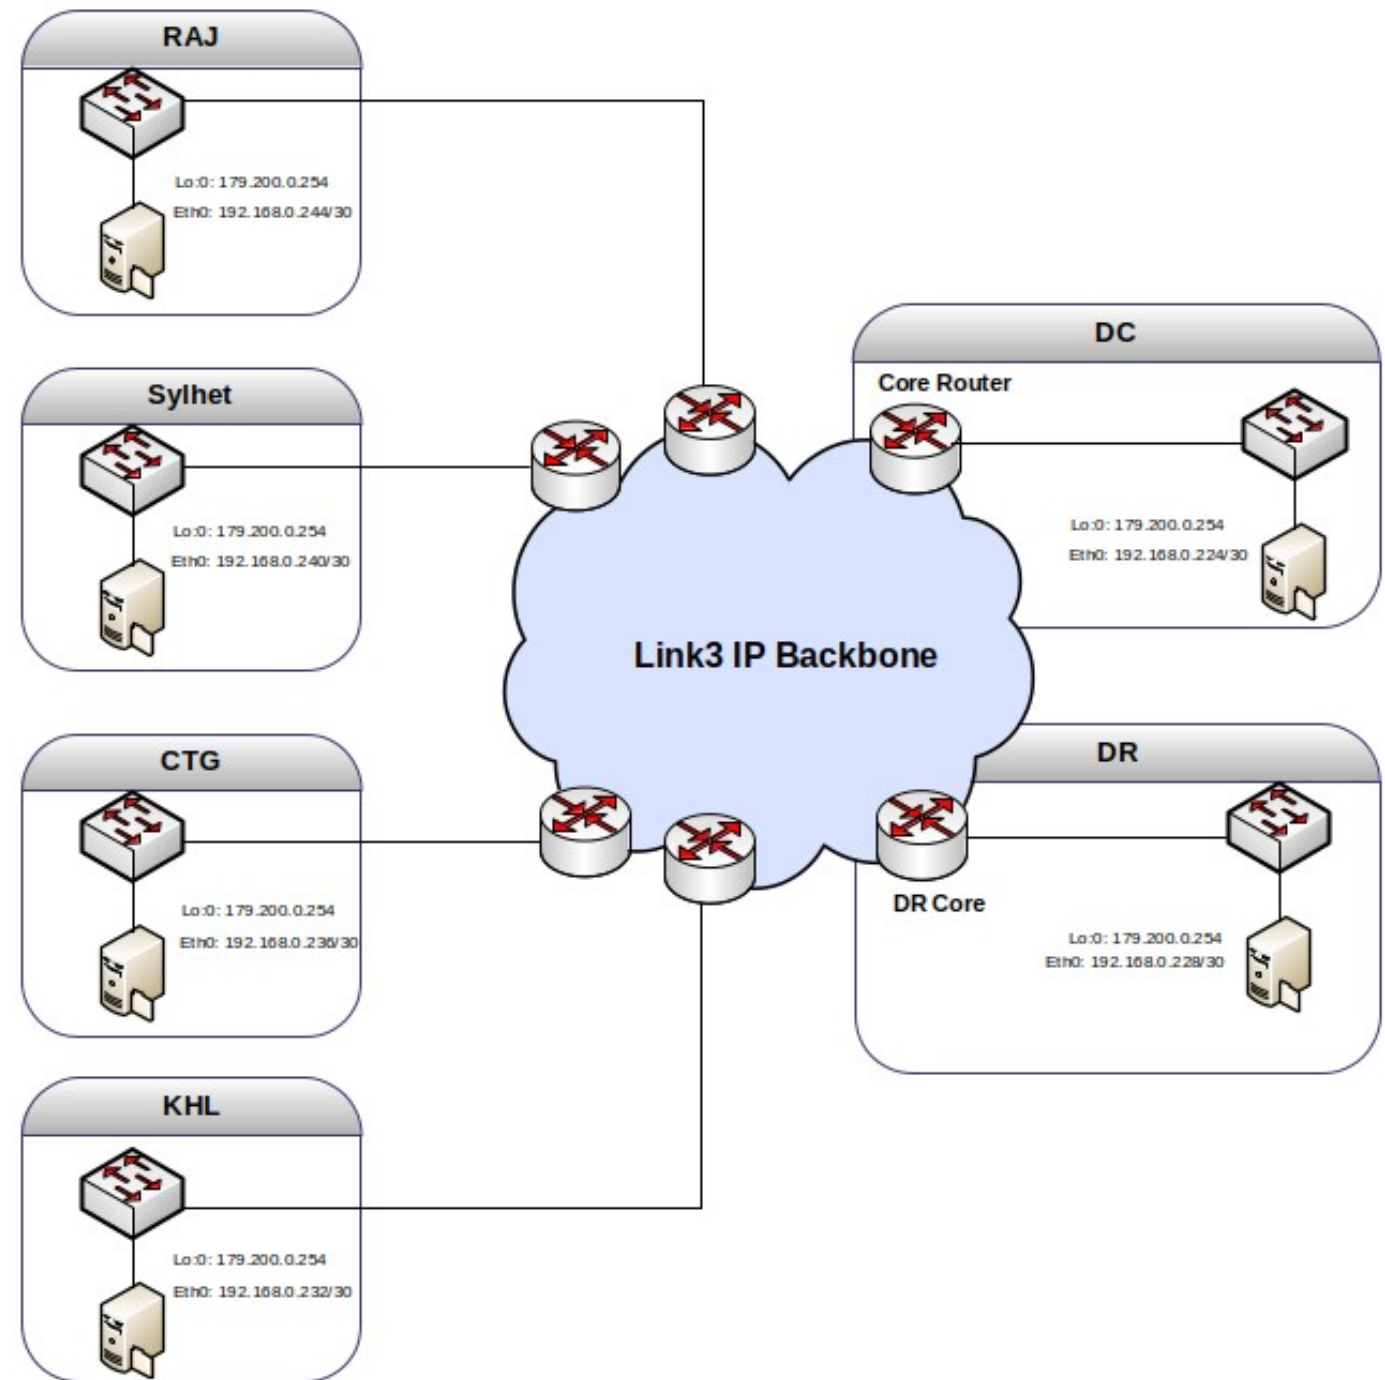 RAJ
Lo:0: 179.200.0.254
Eth0: 192.168.0.244/30
Sylhet
Lo:0: 179.200.0.254
Eth0: 192.168.0.240/30
CTG
Lo:0: 179.200.0.254
Eth0: 192.168.0.236/30
KHL
Lo:0: 179.200.0.254
Eth0: 192.168.0.232/30
Link3 IP Backbone
DC
Core Router
Lo:0: 179.200.0.254
Eth0: 192.168.0.224/30
DR
DR Core
Lo:0: 179.200.0.254
Eth0: 192.168.0.228/30